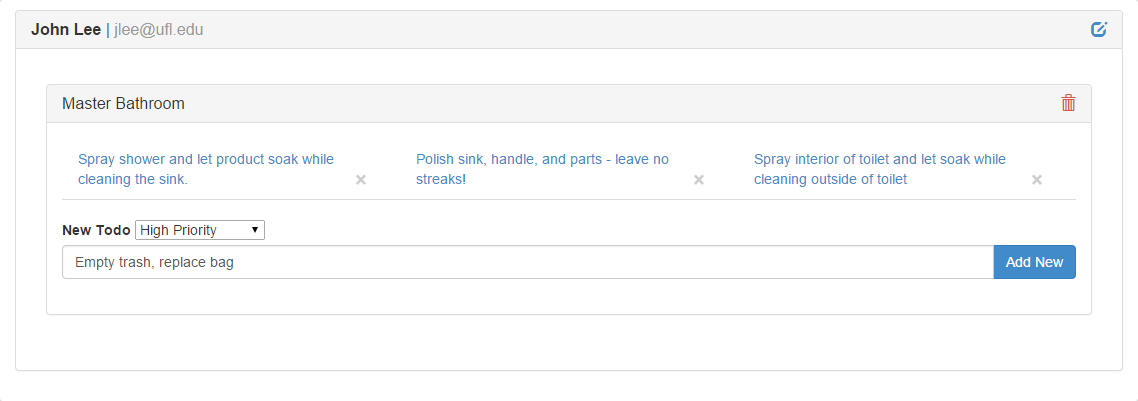 John Lee | jlee@ufl.edu
Master Bathroom
Spray shower and let product soak while
cleaning the sink.
Polish sink, handle, and parts - leave no
streaks!
Spray interior of toilet and let soak while
cleaning outside of toilet
New Todo High Priority
Empty trash, replace bag
Add New